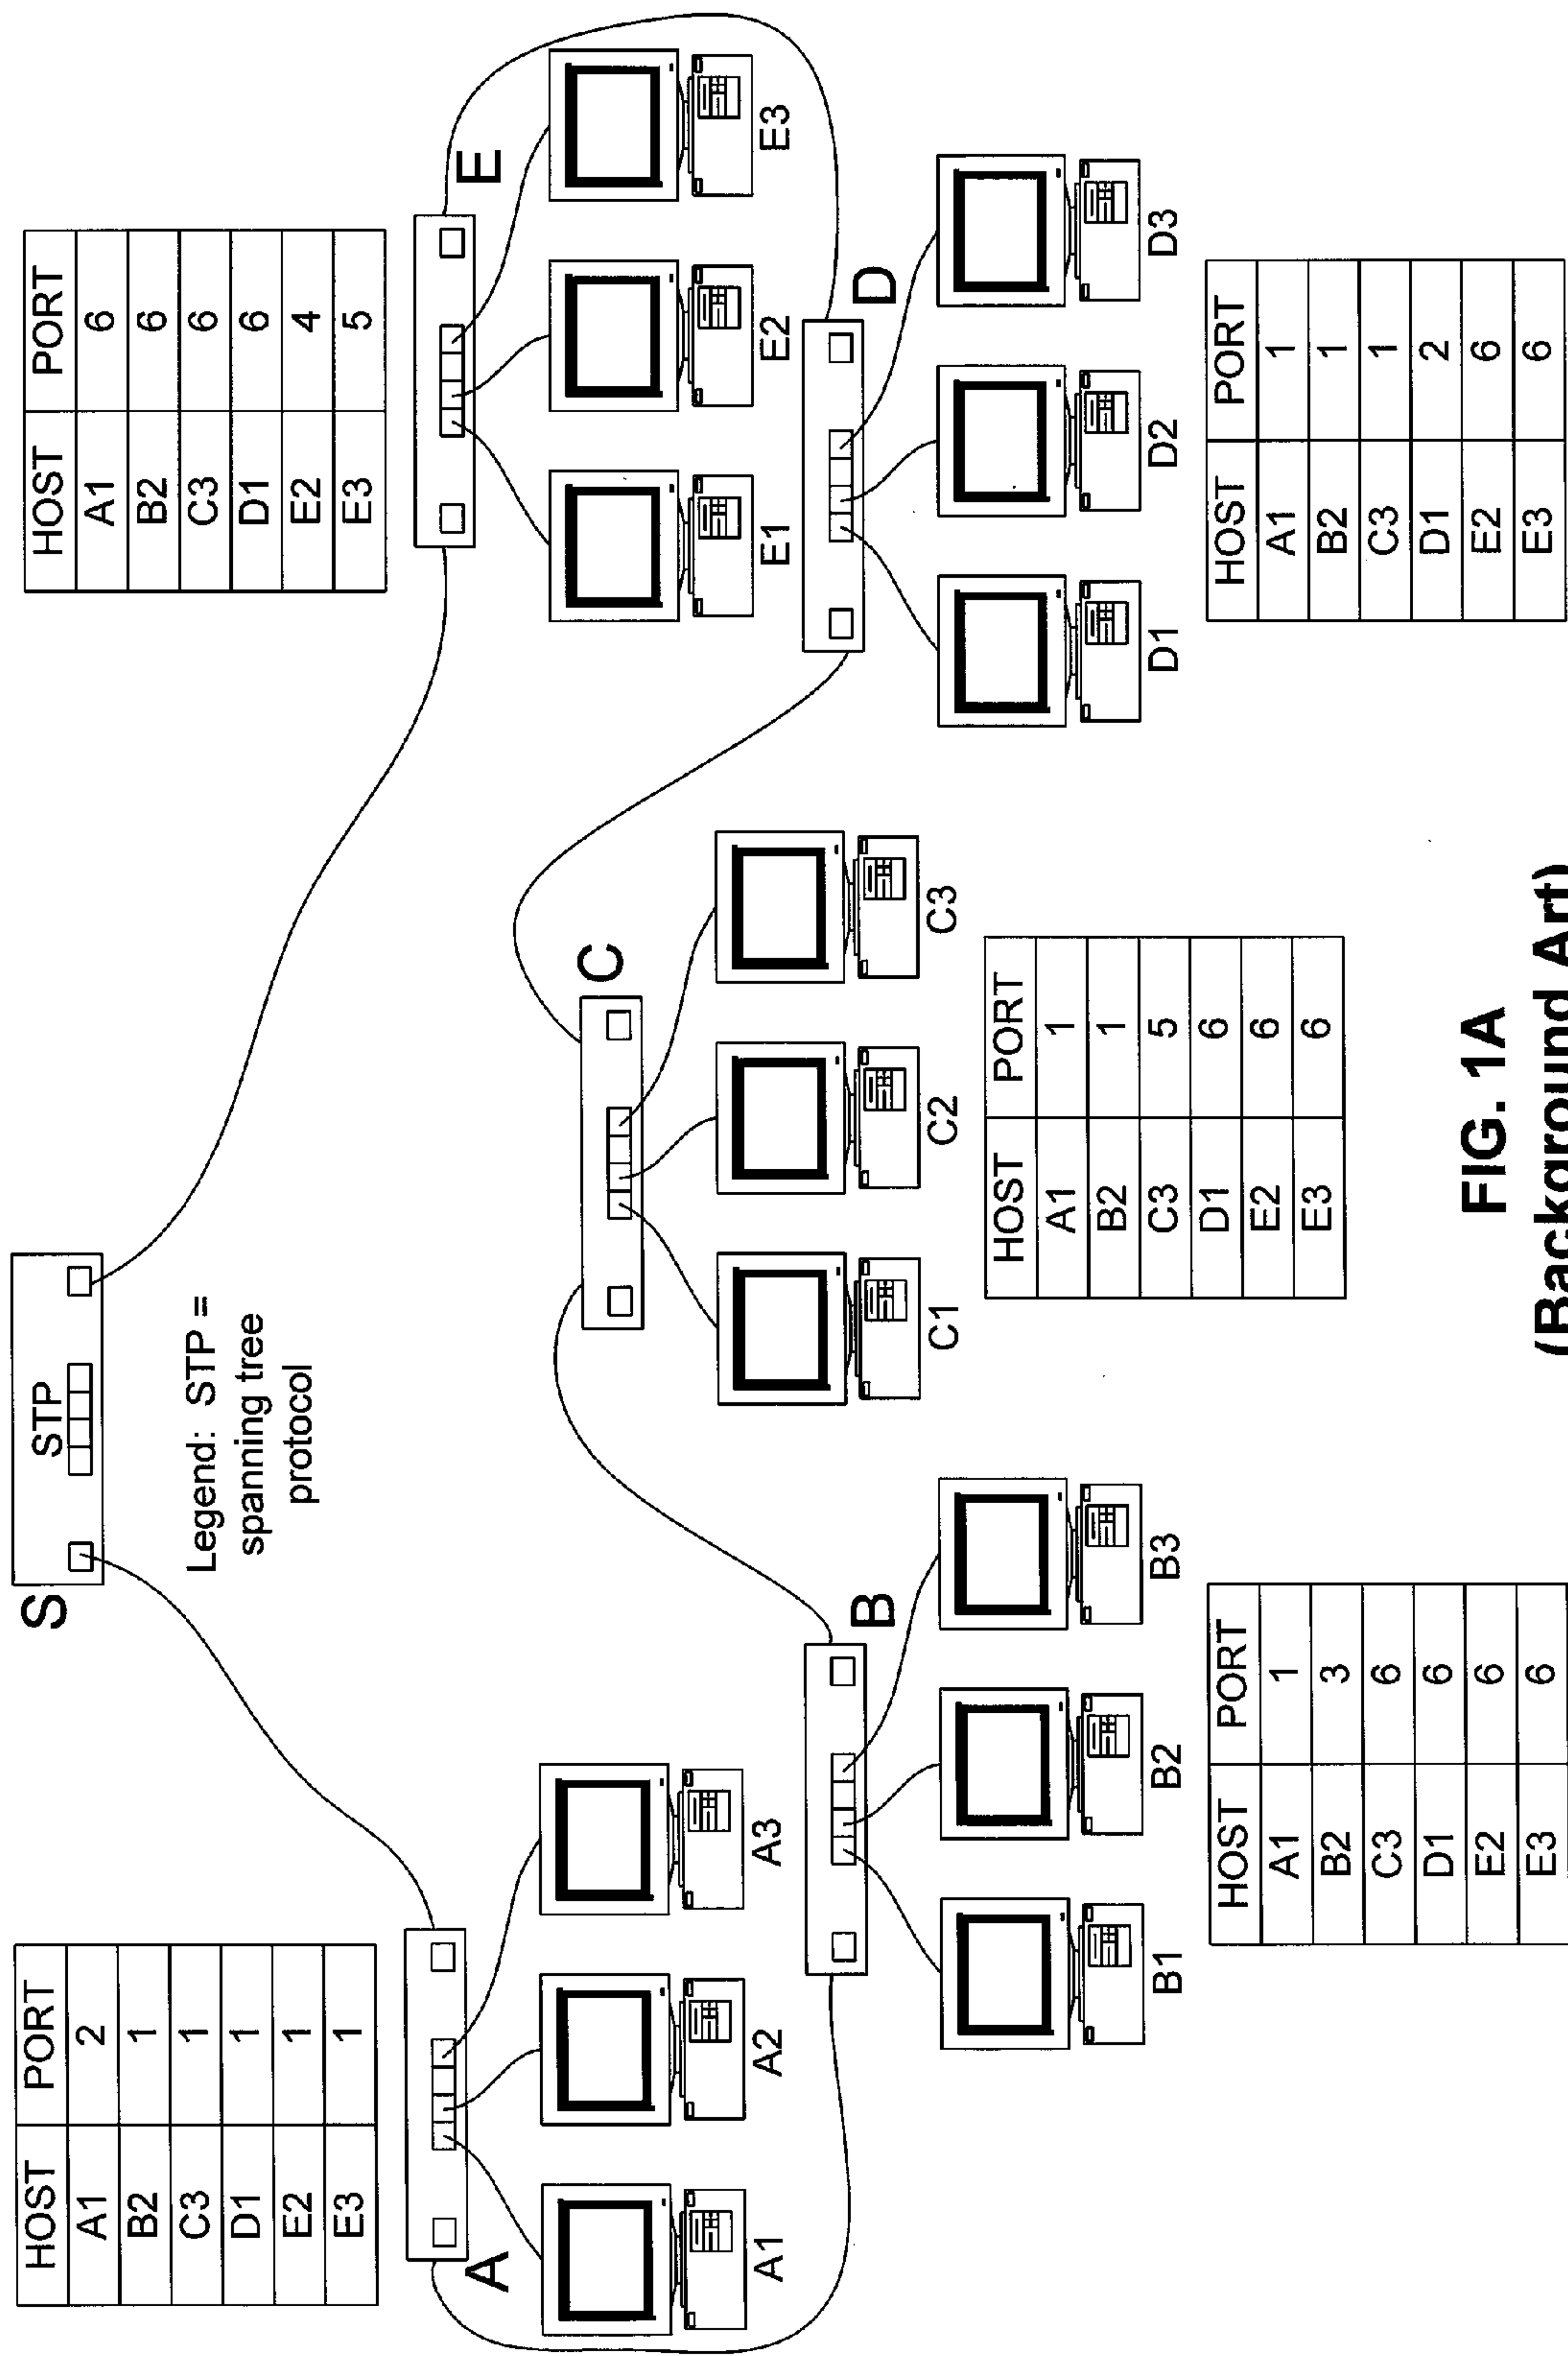 S
STP
Legend: STP =
spanning tree
protocol
HOST PORT
A1 2
B2 1
C3 1
D1 1
E2 1
E3 1
A
A1 A2 A3
HOST PORT
A1 6
B2 6
C3 6
D1 6
E2 4
E3 5
E
E1 E2 E3
C
C1 C2 C3
HOST PORT
A1 1
B2 1
C3 5
D1 6
E2 6
E3 6
B
B1 B2 B3
HOST PORT
A1 1
B2 3
C3 6
D1 6
E2 6
E3 6
D
D1 D2 D3
HOST PORT
A1 1
B2 1
C3 1
D1 2
E2 6
E3 6
FIG. 1A
(Background Art)